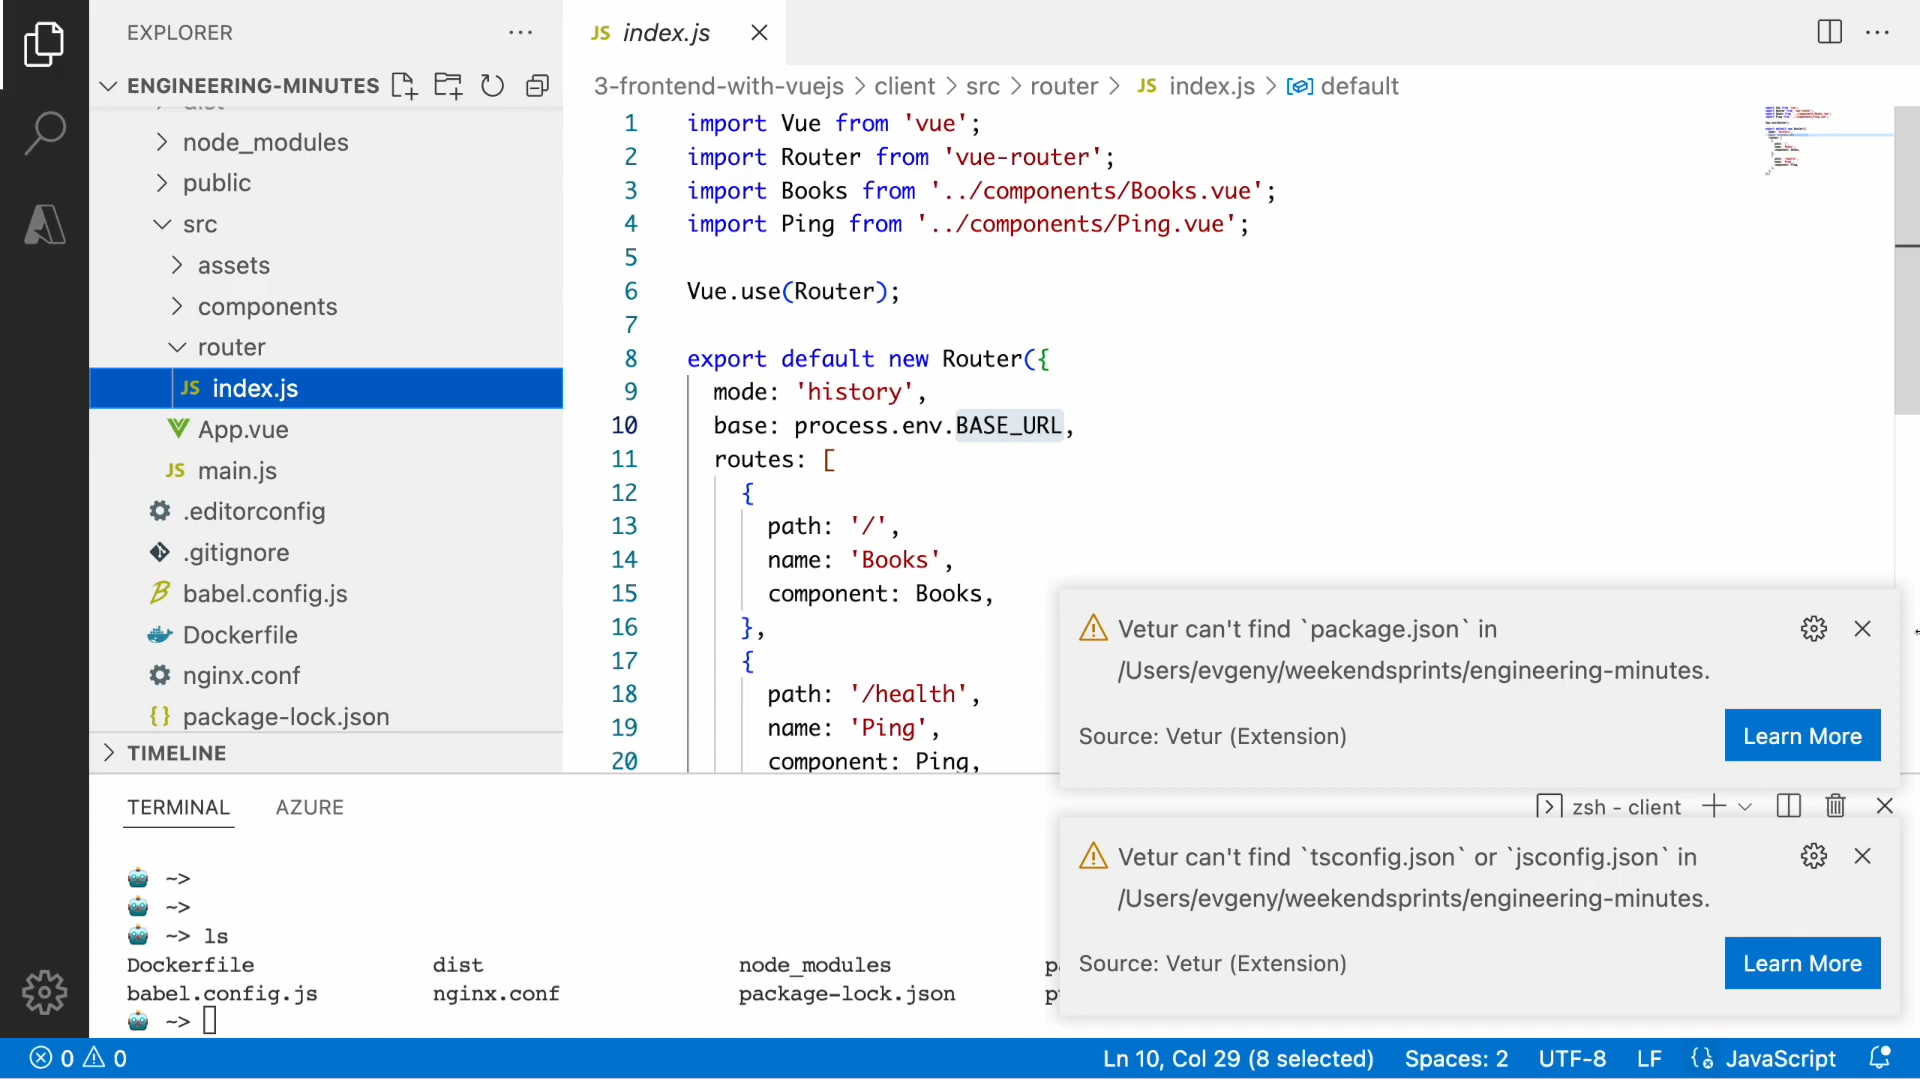 EXPLORER
ENGINEERING-MINUTES
node_modules
public
src
assets
components
router
JS index.js
App.vue
JS main.js
.editorconfig
.gitignore
babel.config.js
Dockerfile
nginx.conf
{} package-lock.json
TIMELINE
JS index.js
3-frontend-with-vuejs > client > src > router > JS index.js > default
1 import Vue from 'vue';
2 import Router from 'vue-router';
3 import Books from '../components/Books.vue';
4 import Ping from '../components/Ping.vue';
5
6 Vue.use(Router);
7
8 export default new Router({
9 mode: 'history',
10 base: process.env.BASE_URL,
11 routes: [
12 {
13 path: '/',
14 name: 'Books',
15 component: Books,
16 },
17 {
18 path: '/health',
19 name: 'Ping',
20 component: Ping,
Vetur can't find `package.json` in
/Users/evgeny/weekendsprints/engineering-minutes.
Source: Vetur (Extension)
Learn More
TERMINAL
AZURE
zsh - client
~>
~>
~> ls
Dockerfile dist node_modules
babel.config.js nginx.conf package-lock.json
~>
Vetur can't find `tsconfig.json` or `jsconfig.json` in
/Users/evgeny/weekendsprints/engineering-minutes.
Source: Vetur (Extension)
Learn More
0 0
Ln 10, Col 29 (8 selected) Spaces: 2 UTF-8 LF JavaScript